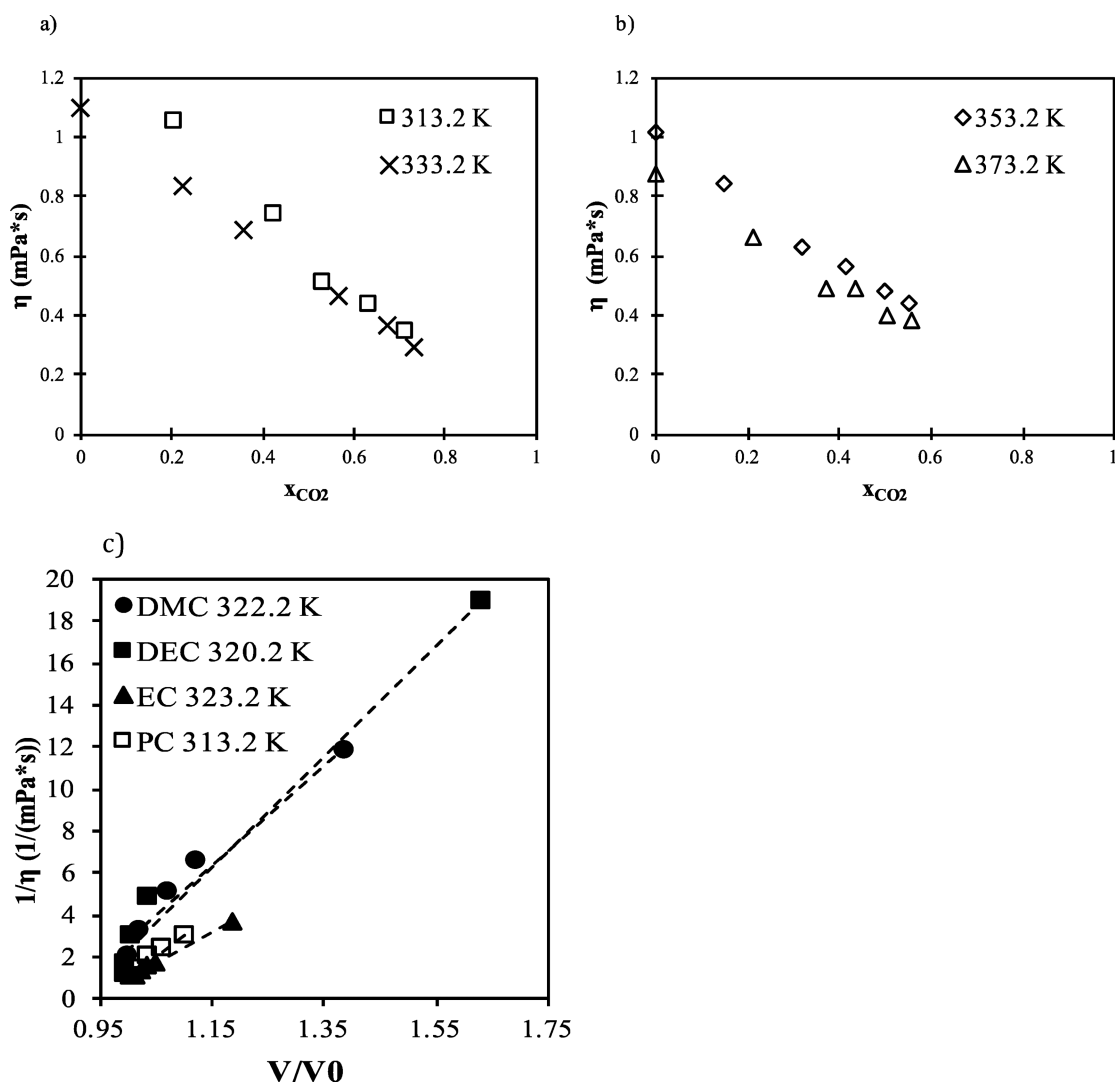 a)
1.2
1
0.8
0.6
0.4
0.2
0
0 0.2 0.4 0.6 0.8 1
η (mPa*s)
xCO2
313.2 K
333.2 K
b)
1.2
1
0.8
0.6
0.4
0.2
0
0 0.2 0.4 0.6 0.8 1
η (mPa*s)
xCO2
353.2 K
373.2 K
c)
20
18
16
14
12
10
8
6
4
2
0
0.95 1.15 1.35 1.55 1.75
1/η (1/(mPa*s))
V/V0
DMC 322.2 K
DEC 320.2 K
EC 323.2 K
PC 313.2 K